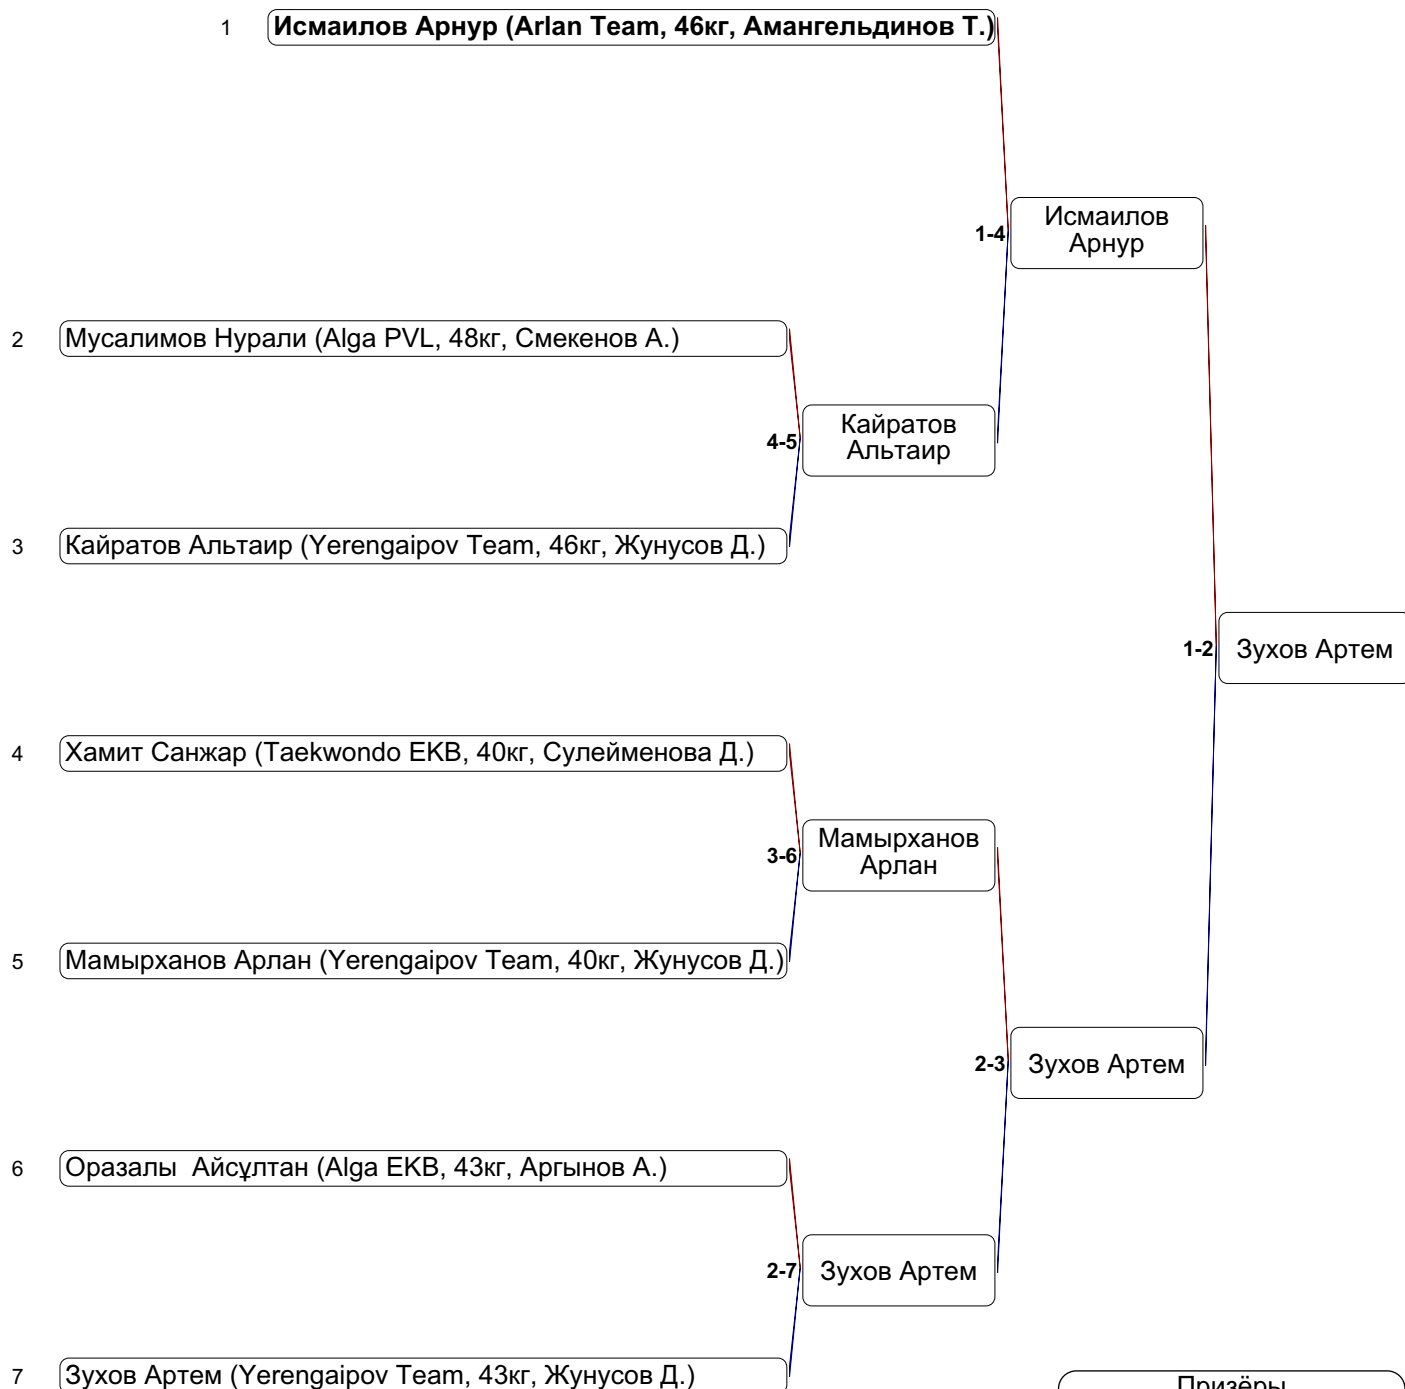 1 Исмаилов Арнур (Arlan Team, 46кг, Амангельдинов Т.)
1-4 Исмаилов
Арнур
2 Мусалимов Нурали (Alga PVL, 48кг, Смекенов А.)
4-5 Кайратов
Альтаир
3 Кайратов Альтаир (Yerengaipov Team, 46кг, Жунусов Д.)
1-2 Зухов Артем
4 Хамит Санжар (Taekwondo EKB, 40кг, Сулейменова Д.)
3-6 Мамырханов
Арлан
5 Мамырханов Арлан (Yerengaipov Team, 40кг, Жунусов Д.)
2-3 Зухов Артем
6 Оразалы  Айсұлтан (Alga EKB, 43кг, Аргынов А.)
2-7 Зухов Артем
7 Зухов Артем (Yerengaipov Team, 43кг, Жунусов Д.)
Призёры